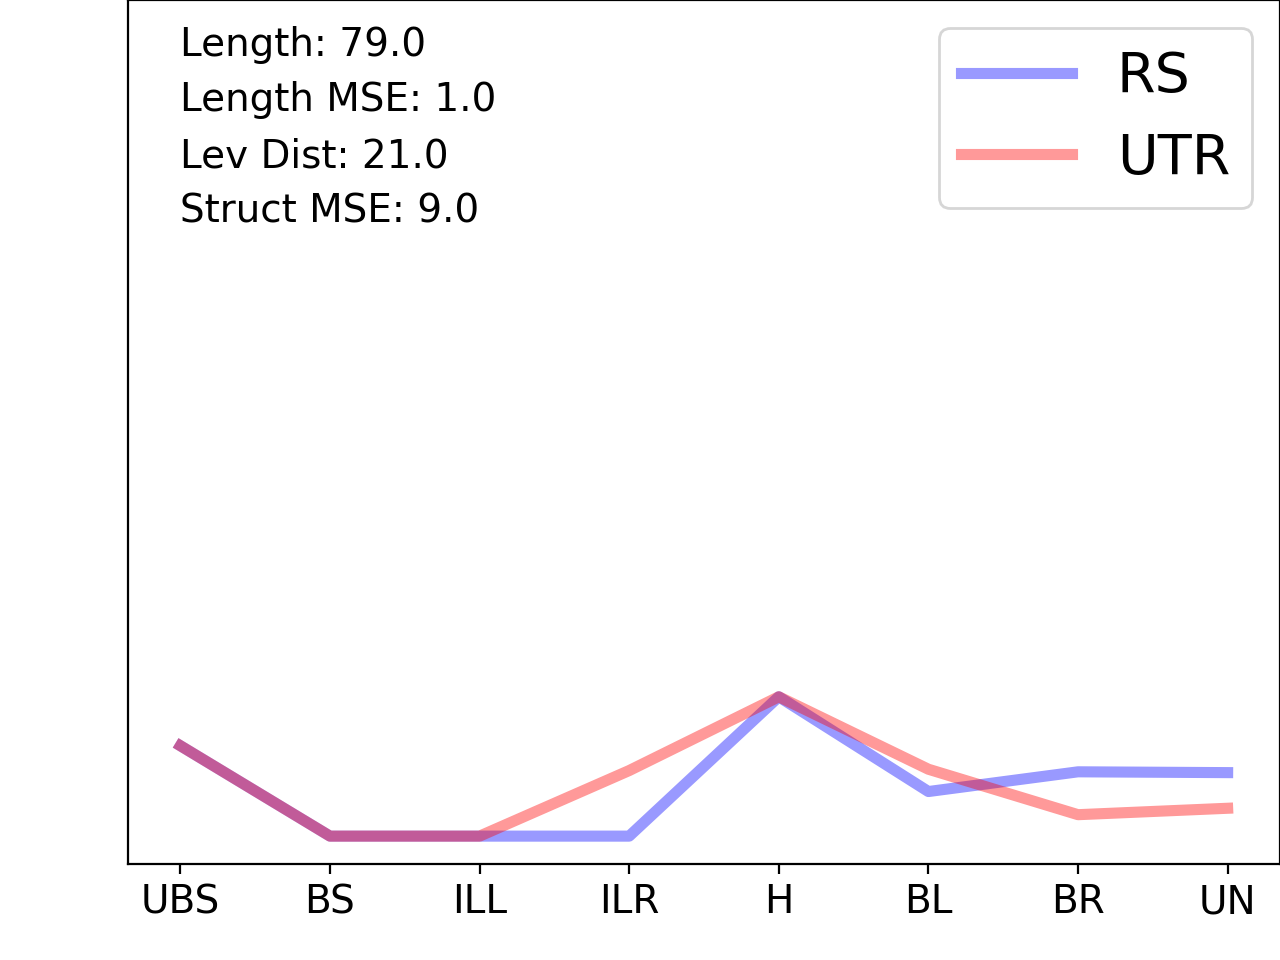 Length: 79.0
Length MSE: 1.0
Lev Dist: 21.0
Struct MSE: 9.0
RS
UTR
UBS BS ILL ILR H BL BR UN